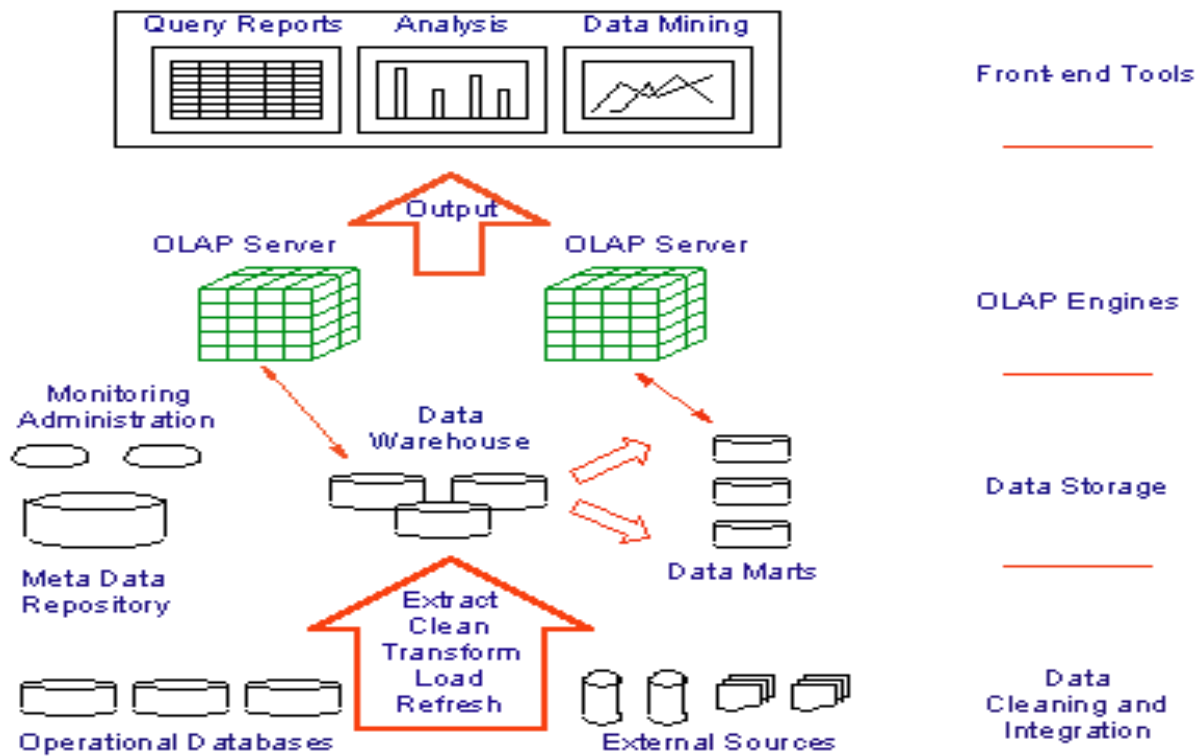 Query Reports
Analysis
Data Mining
Front-end Tools
Output
OLAP Server
OLAP Server
OLAP Engines
Monitoring
Administration
Data
Warehouse
Data Storage
Meta Data
Repository
Data Marts
Extract
Clean
Transform
Load
Refresh
Operational Databases
External Sources
Data
Cleaning and
Integration